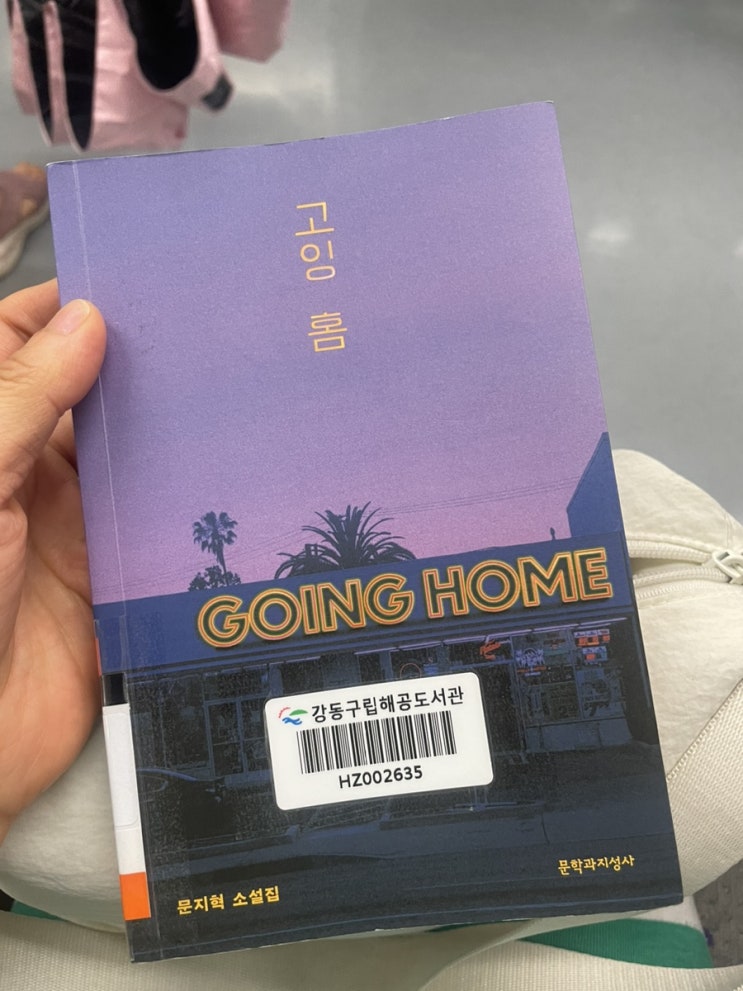 고잉 홈
GOING HOME
강동구립해공도서관
HZ002635
문지혁 소설집
문학과지성사